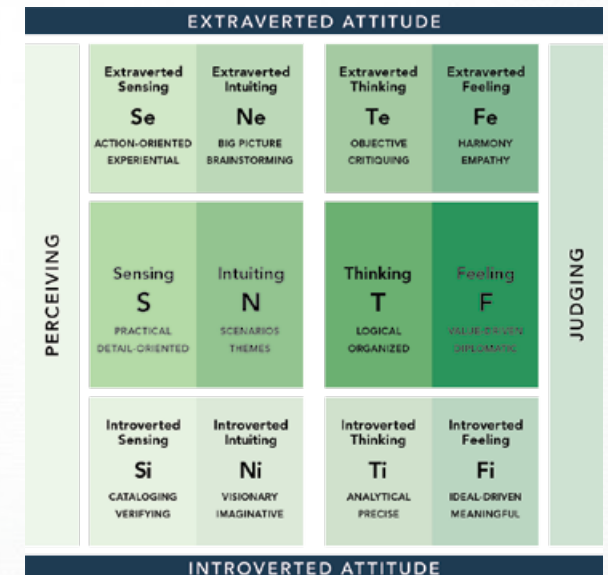 EXTRAVERTED ATTITUDE
PERCEIVING
Extraverted
Sensing
Se
ACTION-ORIENTED
EXPERIENTIAL
Extraverted
Intuiting
Ne
BIG PICTURE
BRAINSTORMING
Extraverted
Thinking
Te
OBJECTIVE
CRITIQUING
Extraverted
Feeling
Fe
HARMONY
EMPATHY
Sensing
S
PRACTICAL
DETAIL-ORIENTED
Intuiting
N
SCENARIOS
THEMES
Thinking
T
LOGICAL
ORGANIZED
Feeling
F
VALUE-DRIVEN
DIPLOMATIC
Introverted
Sensing
Si
CATALOGING
VERIFYING
Introverted
Intuiting
Ni
VISIONARY
IMAGINATIVE
Introverted
Thinking
Ti
ANALYTICAL
PRECISE
Introverted
Feeling
Fi
IDEAL-DRIVEN
MEANINGFUL
JUDGING
INTROVERTED ATTITUDE